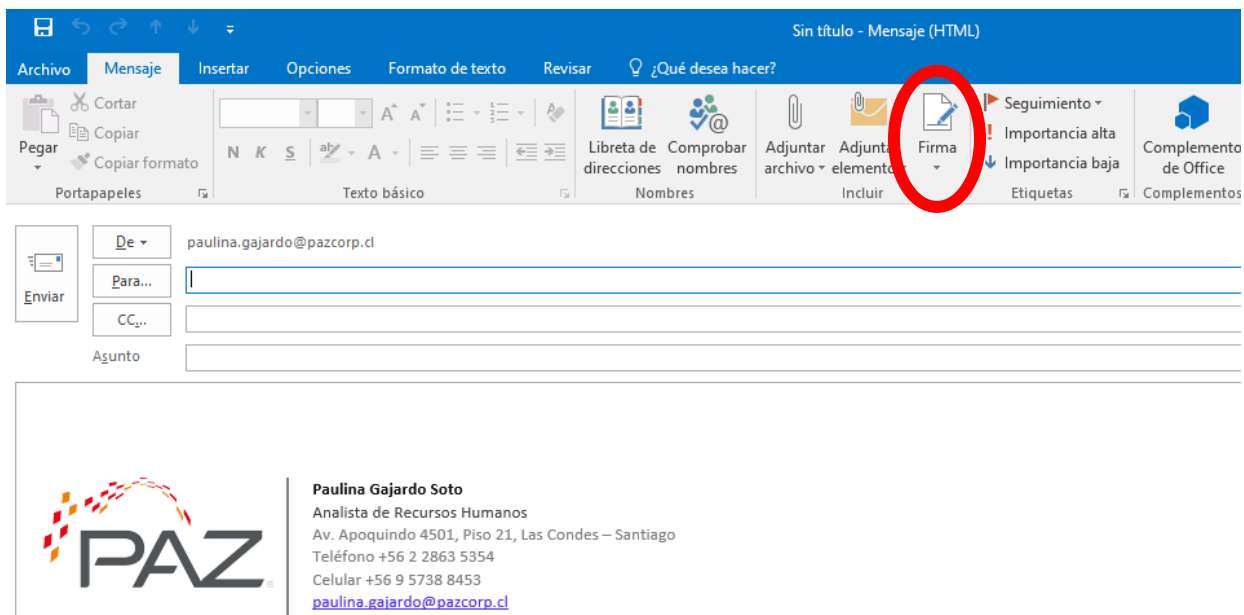 Sin título - Mensaje (HTML)
Archivo Mensaje Insertar Opciones Formato de texto Revisar ¿Qué desea hacer?
Pegar
Cortar
Copiar
Copiar formato
Portapapeles
N K S
Texto básico
Libreta de direcciones
Comprobar nombres
Nombres
Adjuntar archivo
Adjuntar elemento
Firma
Incluir
Seguimiento
Importancia alta
Importancia baja
Etiquetas
Complemento
de Office
Complementos
Enviar
De paulina.gajardo@pazcorp.cl
Para...
CC...
Asunto
PAZ
Paulina Gajardo Soto
Analista de Recursos Humanos
Av. Apoquindo 4501, Piso 21, Las Condes – Santiago
Teléfono +56 2 2863 5354
Celular +56 9 5738 8453
paulina.gajardo@pazcorp.cl